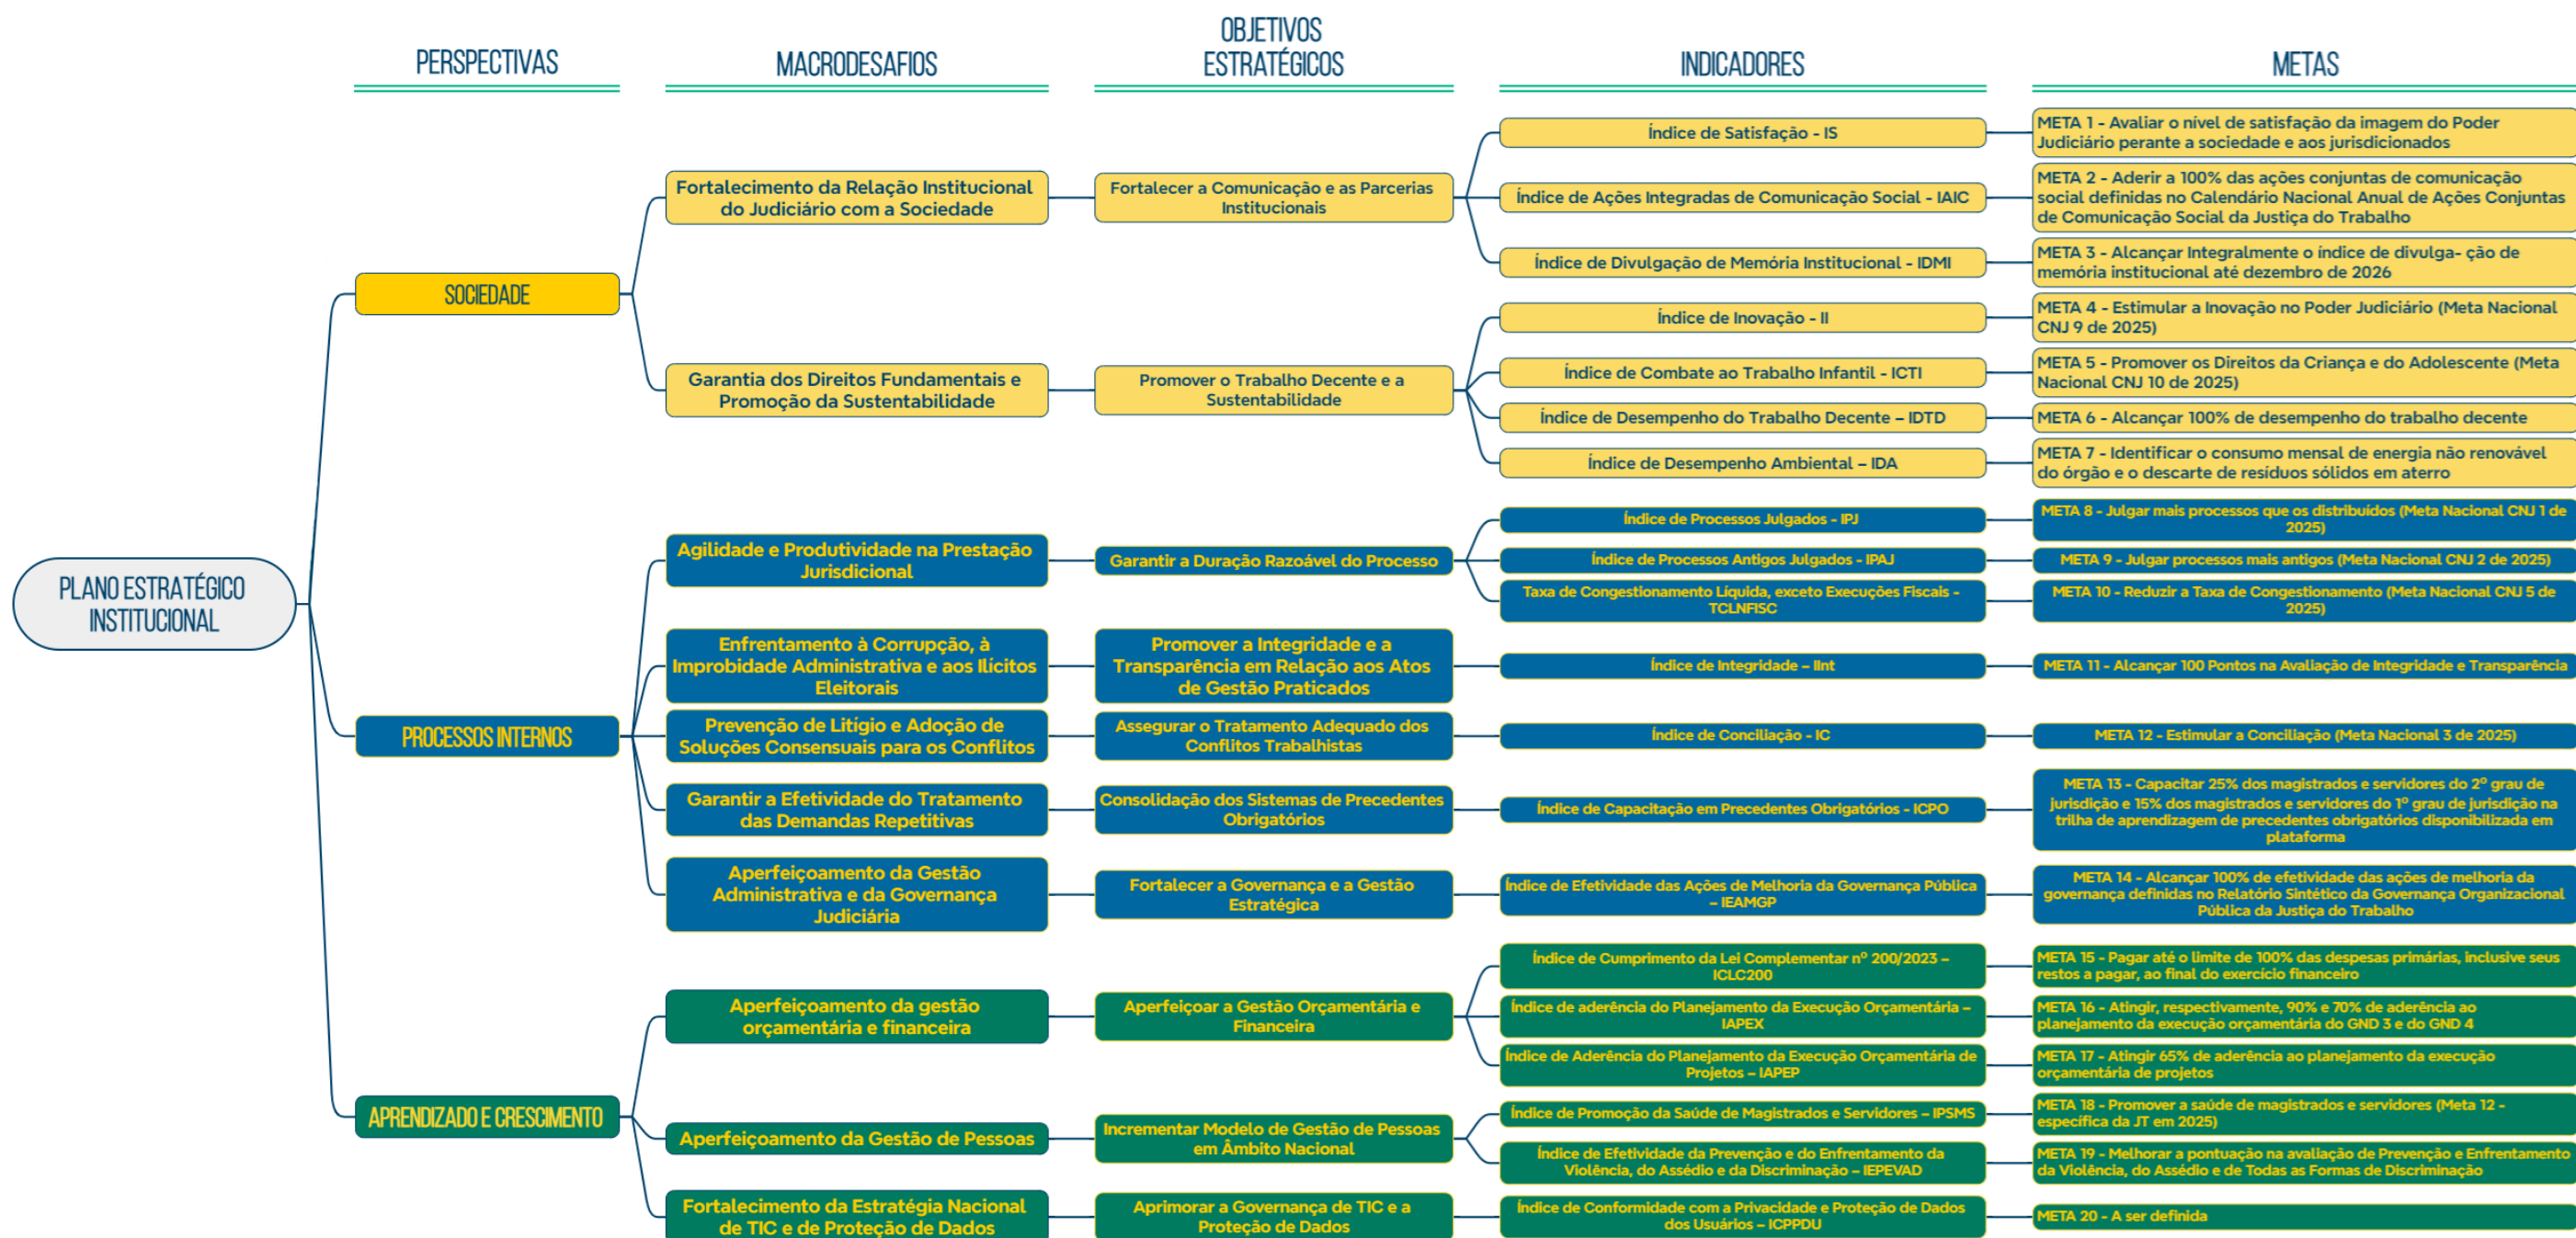 PERSPECTIVAS
MACRODESAFIOS
OBJETIVOS
ESTRATÉGICOS
INDICADORES
METAS
PLANO ESTRATÉGICO
INSTITUCIONAL
SOCIEDADE
Fortalecimento da Relação Institucional
do Judiciário com a Sociedade
Fortalecer a Comunicação e as Parcerias
Institucionais
Índice de Satisfação - IS
META 1 - Avaliar o nível de satisfação da imagem do Poder
Judiciário perante a sociedade e aos jurisdicionados
Índice de Ações Integradas de Comunicação Social - IAIC
META 2 - Aderir a 100% das ações conjuntas de comunicação
social definidas no Calendário Nacional Anual de Ações Conjuntas
de Comunicação Social da Justiça do Trabalho
Índice de Divulgação de Memória Institucional - IDMI
META 3 - Alcançar Integralmente o índice de divulga- ção de
memória institucional até dezembro de 2026
Garantia dos Direitos Fundamentais e
Promoção da Sustentabilidade
Promover o Trabalho Decente e a
Sustentabilidade
Índice de Inovação - II
META 4 - Estimular a Inovação no Poder Judiciário (Meta Nacional
CNJ 9 de 2025)
Índice de Combate ao Trabalho Infantil - ICTI
META 5 - Promover os Direitos da Criança e do Adolescente (Meta
Nacional CNJ 10 de 2025)
Índice de Desempenho do Trabalho Decente – IDTD
META 6 - Alcançar 100% de desempenho do trabalho decente
Índice de Desempenho Ambiental – IDA
META 7 - Identificar o consumo mensal de energia não renovável
do órgão e o descarte de resíduos sólidos em aterro
PROCESSOS INTERNOS
Agilidade e Produtividade na Prestação
Jurisdicional
Garantir a Duração Razoável do Processo
Índice de Processos Julgados - IPJ
META 8 - Julgar mais processos que os distribuídos (Meta Nacional CNJ 1 de
2025)
Índice de Processos Antigos Julgados - IPAJ
META 9 - Julgar processos mais antigos (Meta Nacional CNJ 2 de 2025)
Taxa de Congestionamento Líquida, exceto Execuções Fiscais -
TCLNFISC
META 10 - Reduzir a Taxa de Congestionamento (Meta Nacional CNJ 5 de
2025)
Enfrentamento à Corrupção, à
Improbidade Administrativa e aos Ilícitos
Eleitorais
Promover a Integridade e a
Transparência em Relação aos Atos
de Gestão Praticados
Índice de Integridade – IInt
META 11 - Alcançar 100 Pontos na Avaliação de Integridade e Transparência
Prevenção de Litígio e Adoção de
Soluções Consensuais para os Conflitos
Assegurar o Tratamento Adequado dos
Conflitos Trabalhistas
Índice de Conciliação - IC
META 12 - Estimular a Conciliação (Meta Nacional 3 de 2025)
Garantir a Efetividade do Tratamento
das Demandas Repetitivas
Consolidação dos Sistemas de Precedentes
Obrigatórios
Índice de Capacitação em Precedentes Obrigatórios - ICPO
META 13 - Capacitar 25% dos magistrados e servidores do 2º grau de
jurisdição e 15% dos magistrados e servidores do 1º grau de jurisdição na
trilha de aprendizagem de precedentes obrigatórios disponibilizada em
plataforma
Aperfeiçoamento da Gestão
Administrativa e da Governança
Judiciária
Fortalecer a Governança e a Gestão
Estratégica
Índice de Efetividade das Ações de Melhoria da Governança Pública
– IEAMGP
META 14 - Alcançar 100% de efetividade das ações de melhoria da
governança definidas no Relatório Sintético da Governança Organizacional
Pública da Justiça do Trabalho
APRENDIZADO E CRESCIMENTO
Aperfeiçoamento da gestão
orçamentária e financeira
Aperfeiçoar a Gestão Orçamentária e
Financeira
Índice de Cumprimento da Lei Complementar nº 200/2023 –
ICLC200
META 15 - Pagar até o limite de 100% das despesas primárias, inclusive seus
restos a pagar, ao final do exercício financeiro
Índice de aderência do Planejamento da Execução Orçamentária –
IAPEX
META 16 - Atingir, respectivamente, 90% e 70% de aderência ao
planejamento da execução orçamentária do GND 3 e do GND 4
Índice de Aderência do Planejamento da Execução Orçamentária de
Projetos – IAPEP
META 17 - Atingir 65% de aderência ao planejamento da execução
orçamentária de projetos
Aperfeiçoamento da Gestão de Pessoas
Incrementar Modelo de Gestão de Pessoas
em Âmbito Nacional
Índice de Promoção da Saúde de Magistrados e Servidores – IPSMS
META 18 - Promover a saúde de magistrados e servidores (Meta 12 -
específica da JT em 2025)
Índice de Efetividade da Prevenção e do Enfrentamento da
Violência, do Assédio e da Discriminação – IEPEVAD
META 19 - Melhorar a pontuação na avaliação de Prevenção e Enfrentamento
da Violência, do Assédio e de Todas as Formas de Discriminação
Fortalecimento da Estratégia Nacional
de TIC e de Proteção de Dados
Aprimorar a Governança de TIC e a
Proteção de Dados
Índice de Conformidade com a Privacidade e Proteção de Dados
dos Usuários – ICPPDU
META 20 - A ser definida